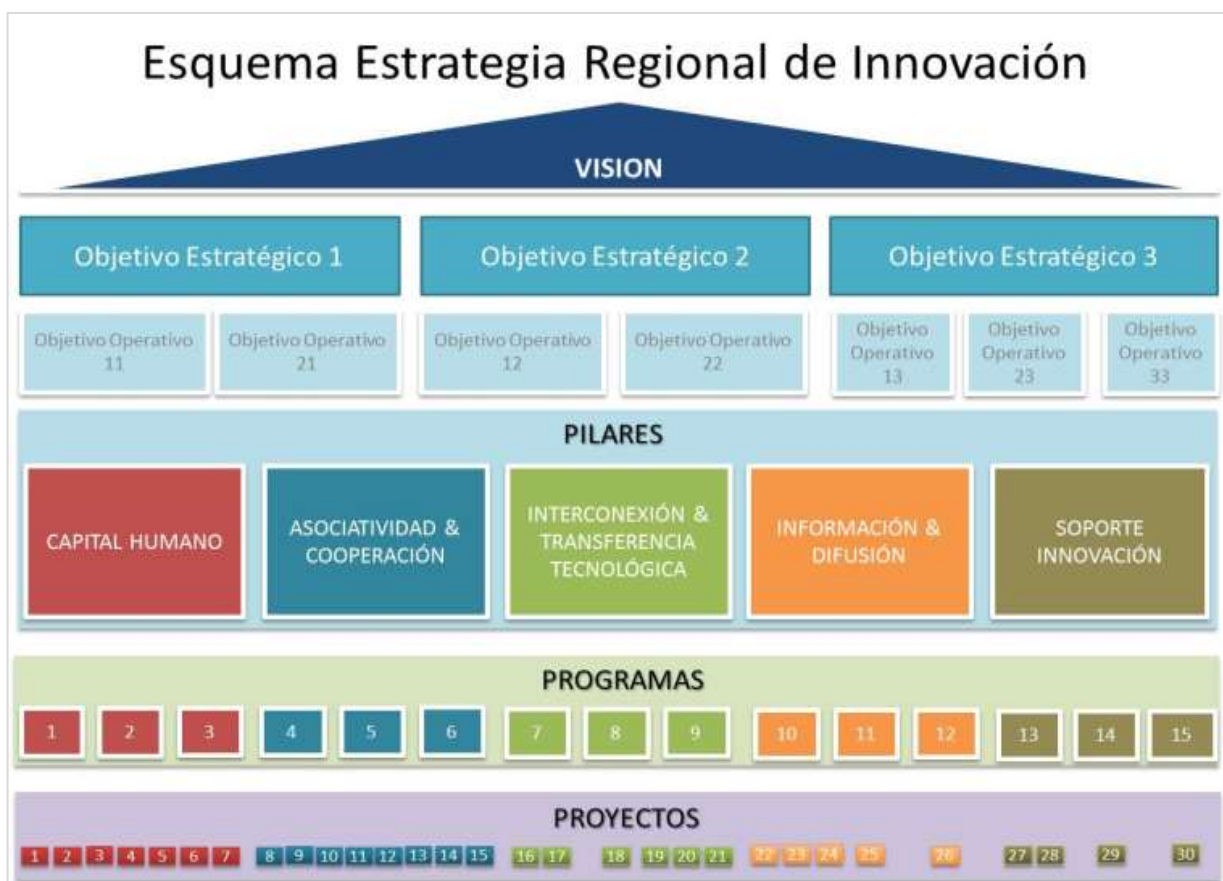 Esquema Estrategia Regional de Innovación
VISION
Objetivo Estratégico 1
Objetivo Estratégico 2
Objetivo Estratégico 3
Objetivo Operativo
11
Objetivo Operativo
21
Objetivo Operativo
12
Objetivo Operativo
22
Objetivo
Operativo
13
Objetivo
Operativo
23
Objetivo
Operativo
33
PILARES
CAPITAL HUMANO
ASOCIATIVIDAD &
COOPERACIÓN
INTERCONEXIÓN &
TRANSFERENCIA
TECNOLÓGICA
INFORMACIÓN &
DIFUSIÓN
SOPORTE
INNOVACIÓN
PROGRAMAS
1 2 3 4 5 6 7 8 9 10 11 12 13 14 15
PROYECTOS
1 2 3 4 5 6 7 8 9 10 11 12 13 14 15 16 17 18 19 20 21 22 23 24 25 26 27 28 29 30